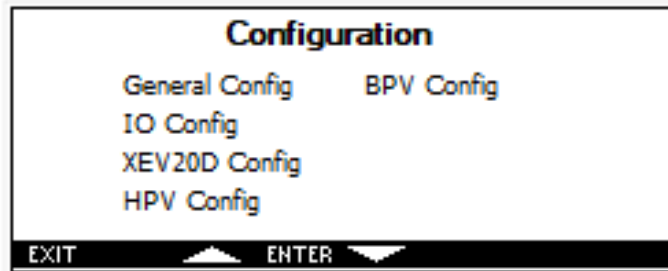 Configuration
General Config BPV Config
IO Config
XEV20D Config
HPV Config
EXIT ENTER